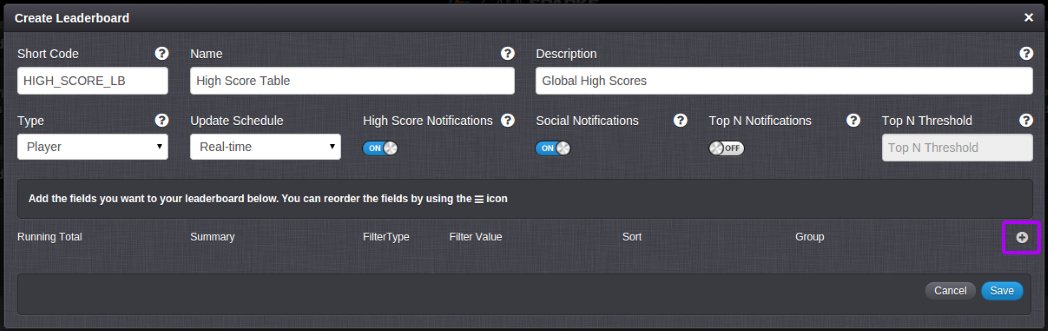 Create Leaderboard
Short Code ? Name ? Description ?
HIGH_SCORE_LB High Score Table Global High Scores
Type ? Update Schedule High Score Notifications ? Social Notifications ? Top N Notifications ? Top N Threshold ?
Player Real-time ON ON OFF Top N Threshold
Add the fields you want to your leaderboard below. You can reorder the fields by using the ☰ icon
Running Total Summary FilterType Filter Value Sort Group
Cancel Save